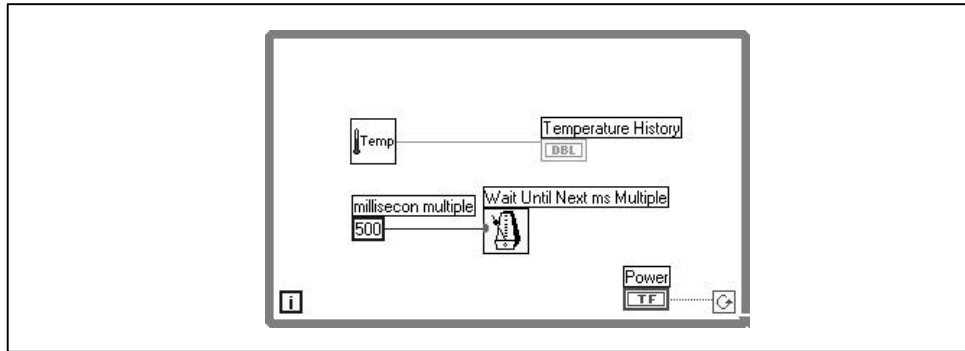 Temperature History
Temp
DBL
millisecon multiple
Wait Until Next ms Multiple
500
Power
TF
i